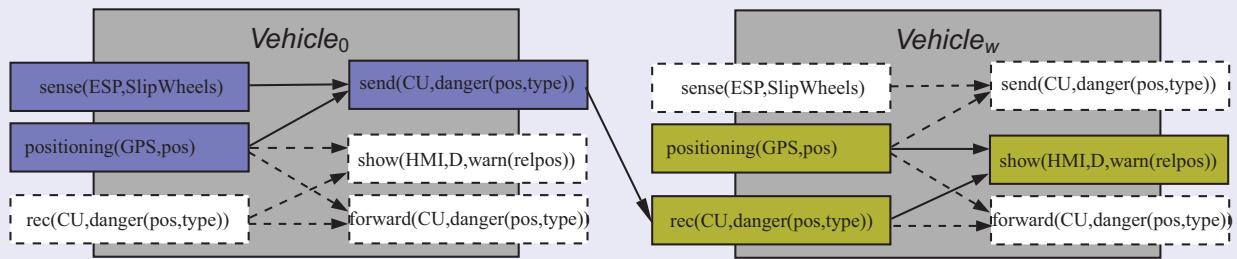 Vehicle0
sense(ESP,SlipWheels)
send(CU,danger(pos,type))
positioning(GPS,pos)
show(HMI,D,warn(relpos))
rec(CU,danger(pos,type))
forward(CU,danger(pos,type))
Vehiclew
sense(ESP,SlipWheels)
send(CU,danger(pos,type))
positioning(GPS,pos)
show(HMI,D,warn(relpos))
rec(CU,danger(pos,type))
forward(CU,danger(pos,type))